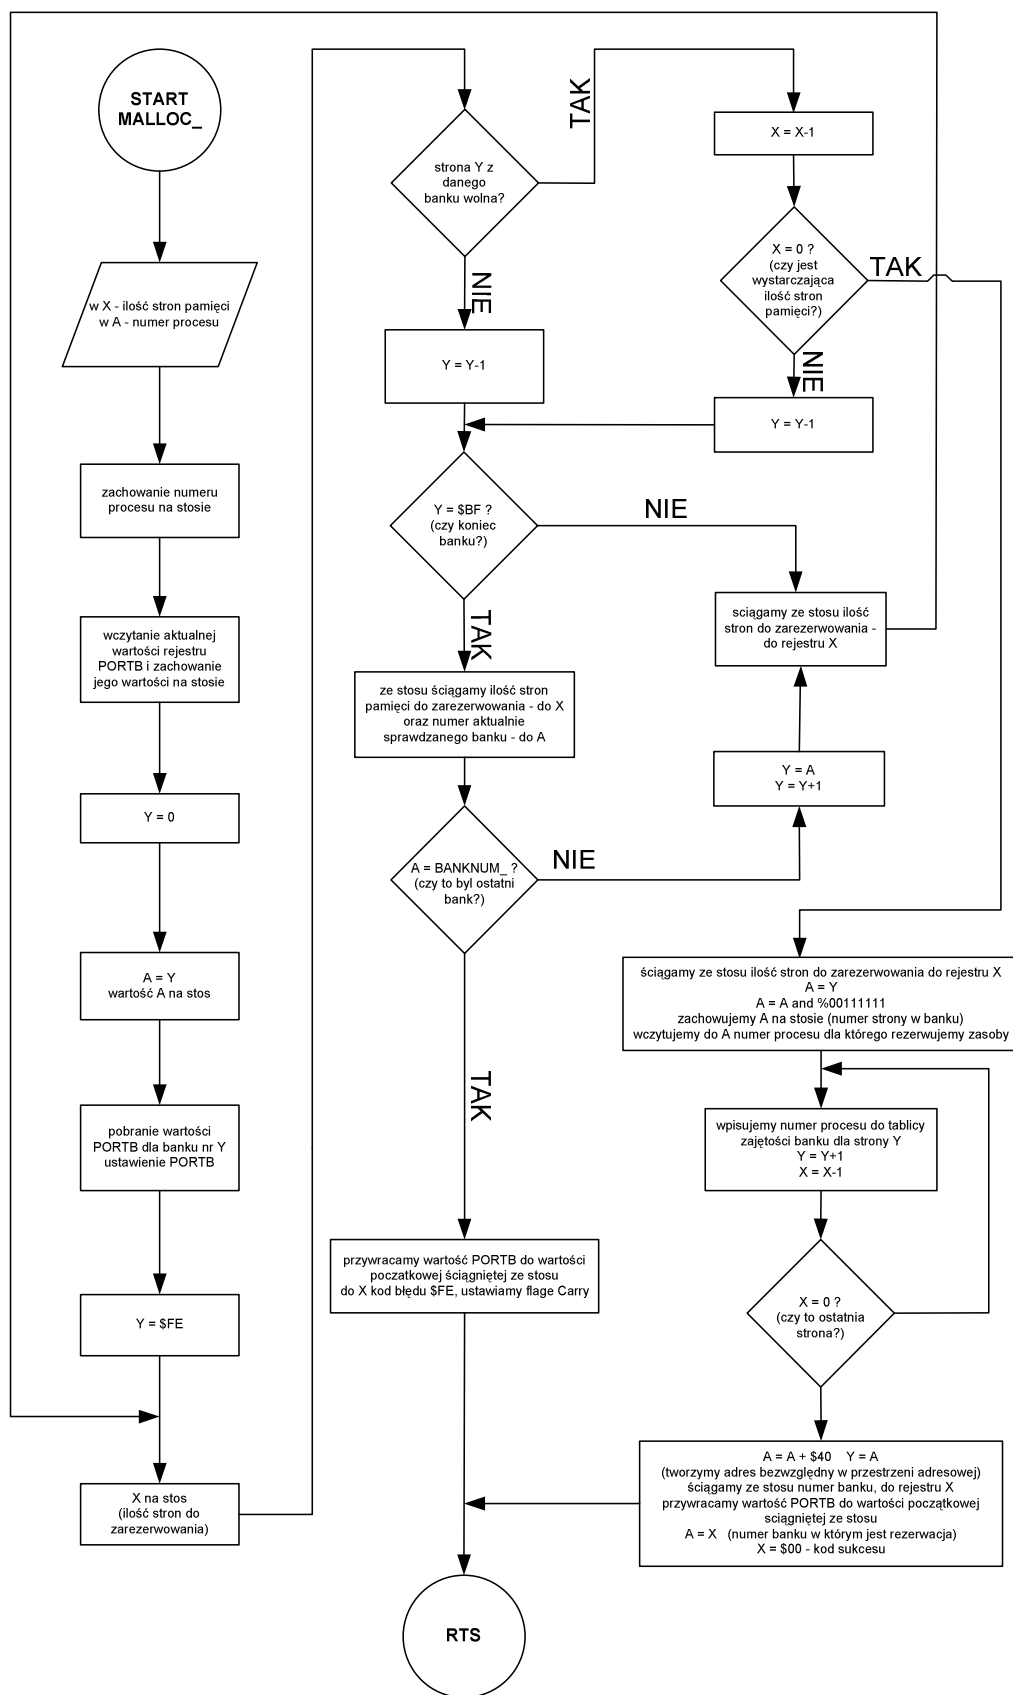 START
MALLOC_
w X - ilość stron pamięci
w A - numer procesu
zachowanie numeru
procesu na stosie
wczytanie aktualnej
wartości rejestru
PORTB i zachowanie
jego wartości na stosie
Y = 0
A = Y
wartość A na stos
pobranie wartości
PORTB dla banku nr Y
ustawienie PORTB
Y = $FE
X na stos
(ilość stron do
zarezerwowania)
strona Y z
danego
banku wolna?
TAK
NIE
X = X-1
X = 0 ?
(czy jest
wystarczająca
ilość stron
pamięci?)
TAK
NIE
Y = Y-1
Y = Y-1
Y = $BF ?
(czy koniec
banku?)
NIE
TAK
sciągamy ze stosu ilość
stron do zarezerwowania -
do rejestru X
ze stosu ściągamy ilość stron
pamięci do zarezerwowania - do X
oraz numer aktualnie
sprawdzanego banku - do A
Y = A
Y = Y+1
A = BANKNUM_ ?
(czy to byl ostatni
bank?)
NIE
TAK
ściągamy ze stosu ilość stron do zarezerwowania do rejestru X
A = Y
A = A and %00111111
zachowujemy A na stosie (numer strony w banku)
wczytujemy do A numer procesu dla którego rezerwujemy zasoby
wpisujemy numer procesu do tablicy
zajętości banku dla strony Y
Y = Y+1
X = X-1
przywracamy wartość PORTB do wartości
poczatkowej ściągniętej ze stosu
do X kod błędu $FE, ustawiamy flage Carry
X = 0 ?
(czy to ostatnia
strona?)
A = A + $40 Y = A
(tworzymy adres bezwzględny w przestrzeni adresowej)
ściągamy ze stosu numer banku, do rejestru X
przywracamy wartość PORTB do wartości początkowej
sciągniętej ze stosu
A = X (numer banku w którym jest rezerwacja)
X = $00 - kod sukcesu
RTS